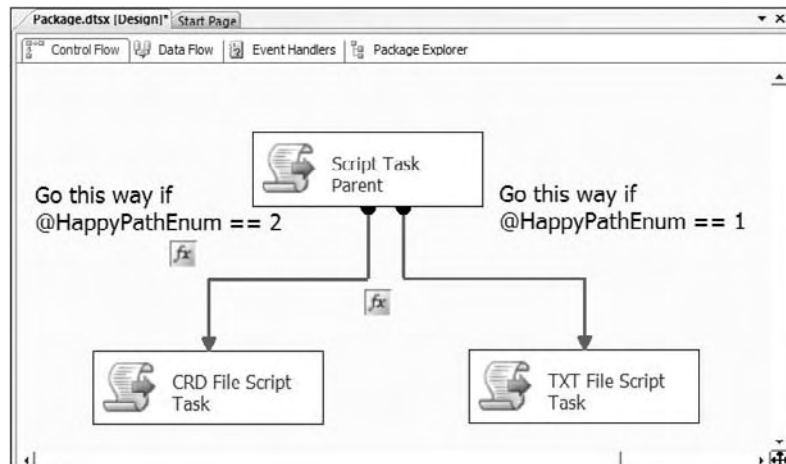 Package.dtsx [Design]* Start Page
Control Flow Data Flow Event Handlers Package Explorer
Script Task
Parent
Go this way if
@HappyPathEnum == 2
Go this way if
@HappyPathEnum == 1
fx
fx
CRD File Script
Task
TXT File Script
Task